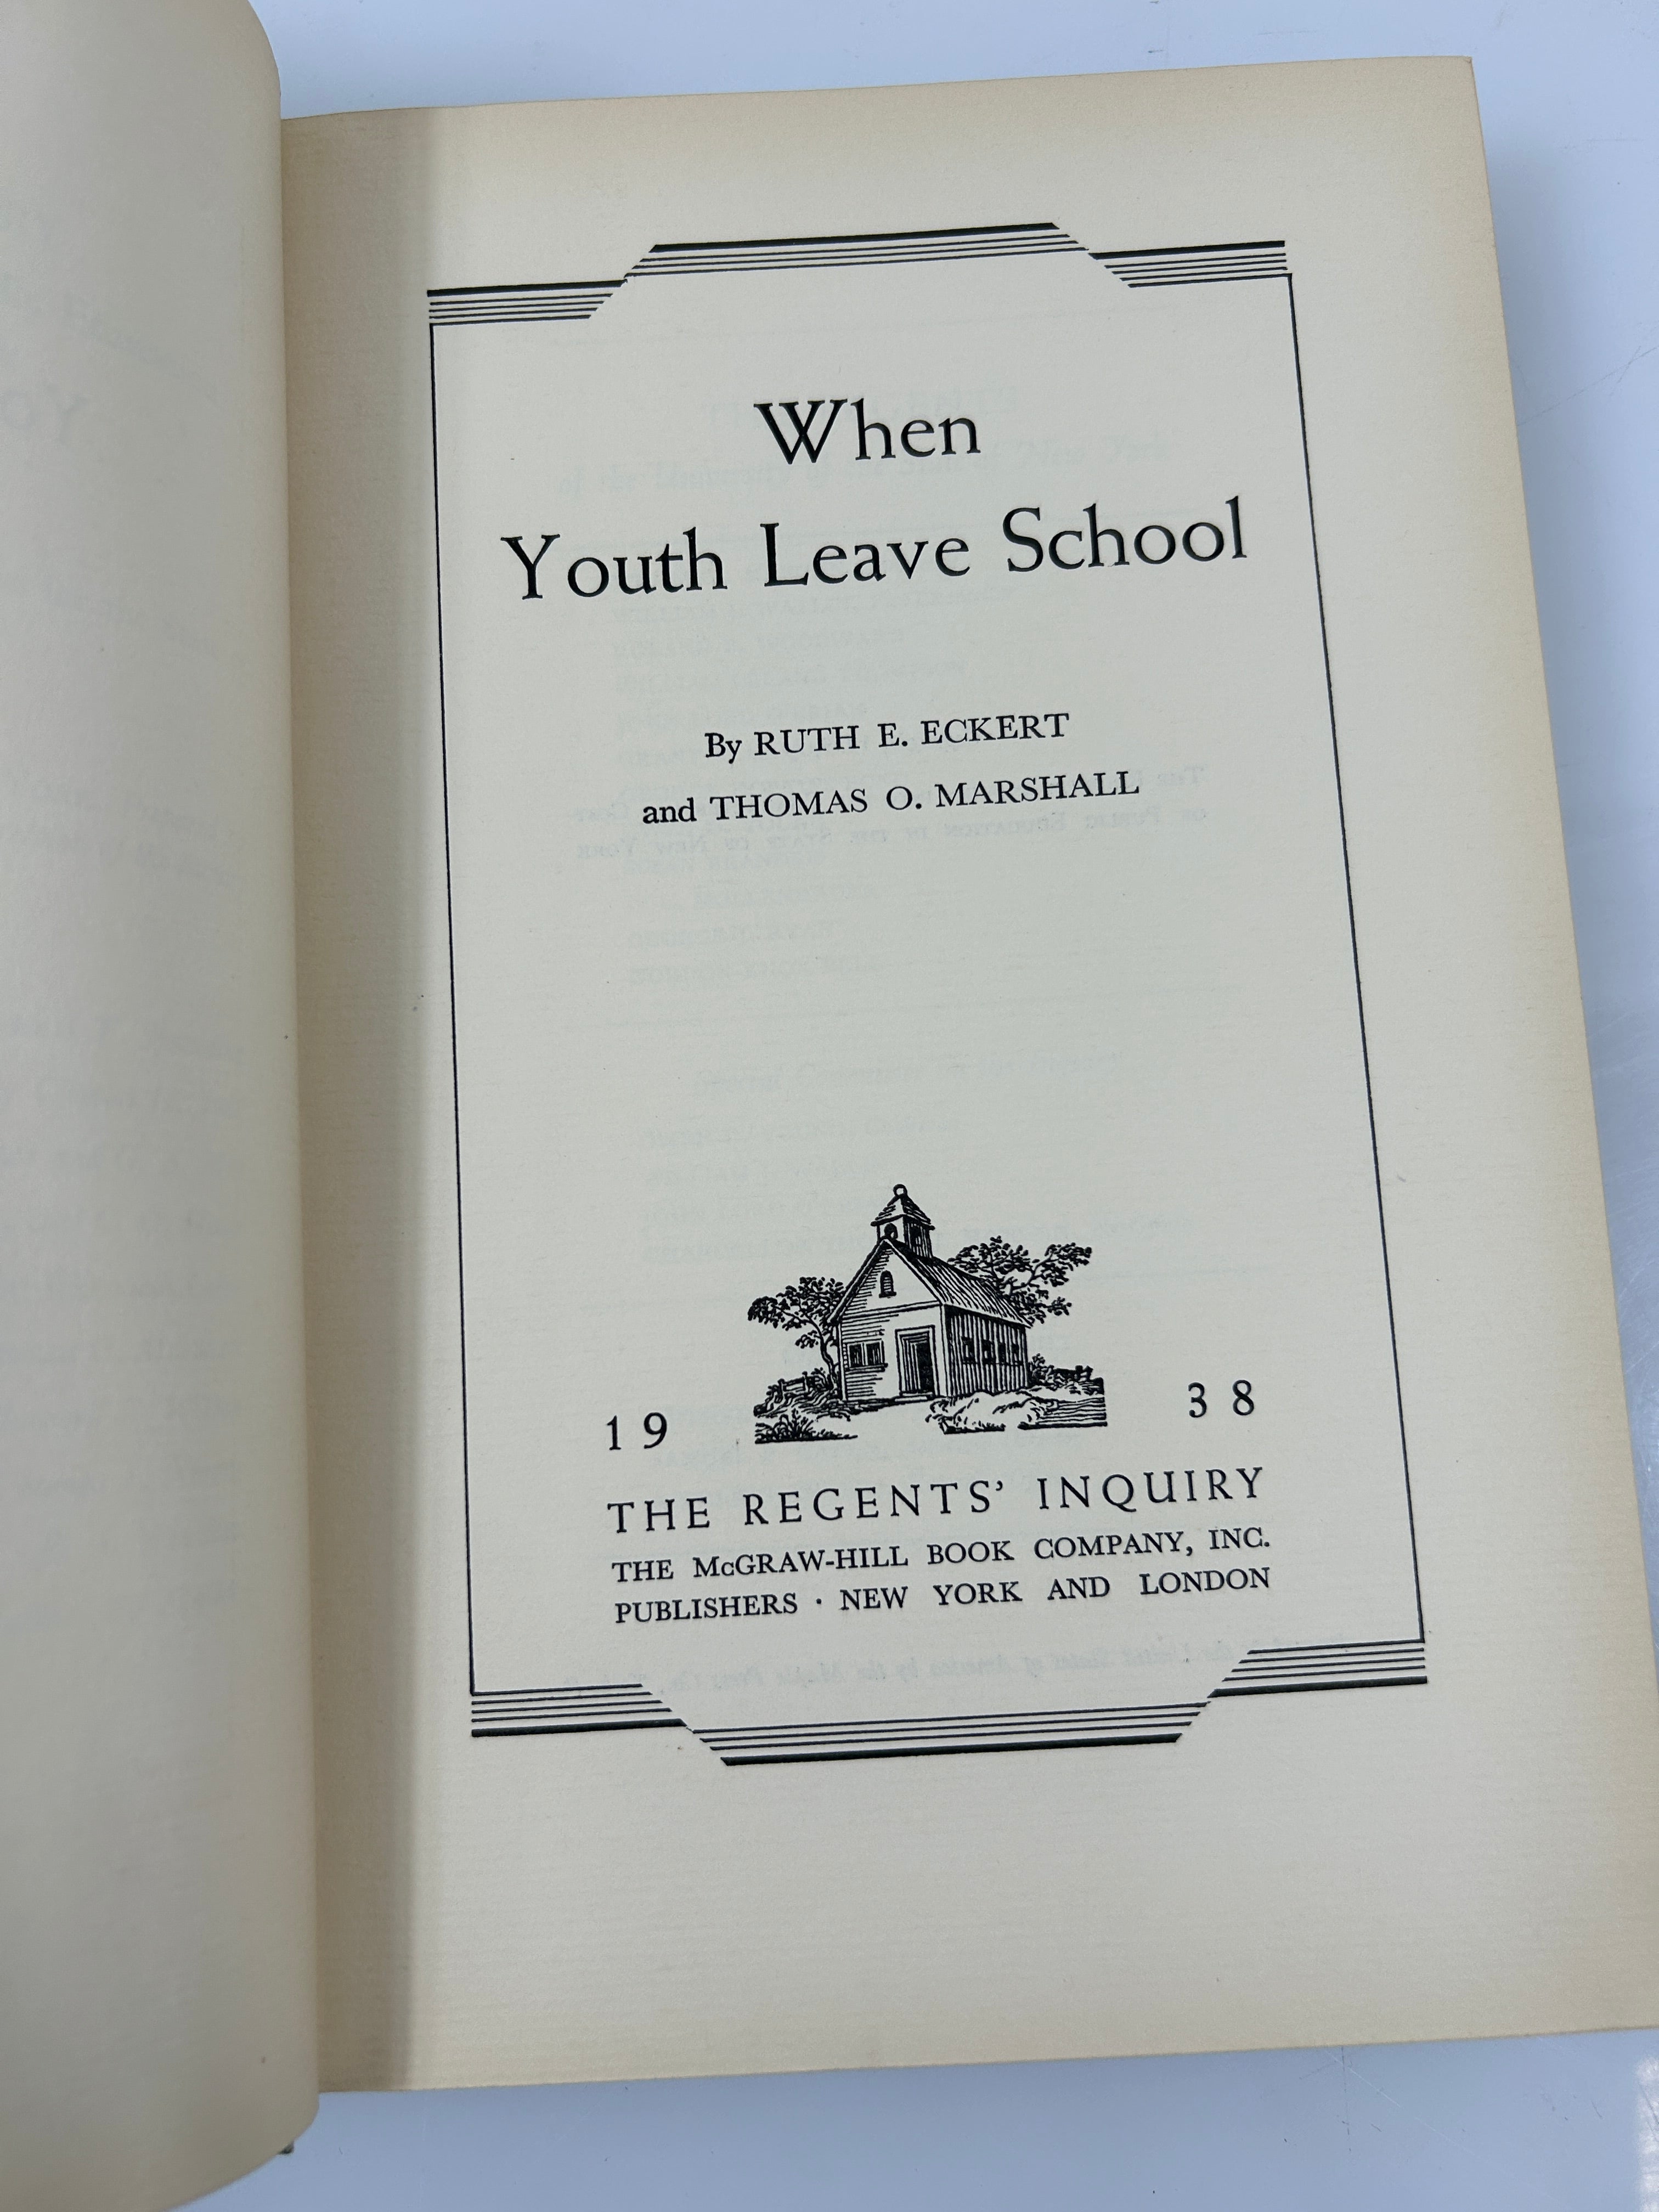 When
Youth Leave School
By RUTH E. ECKERT
and THOMAS O. MARSHALL
19 38
THE REGENTS' INQUIRY
THE McGRAW-HILL BOOK COMPANY, INC.
PUBLISHERS · NEW YORK AND LONDON